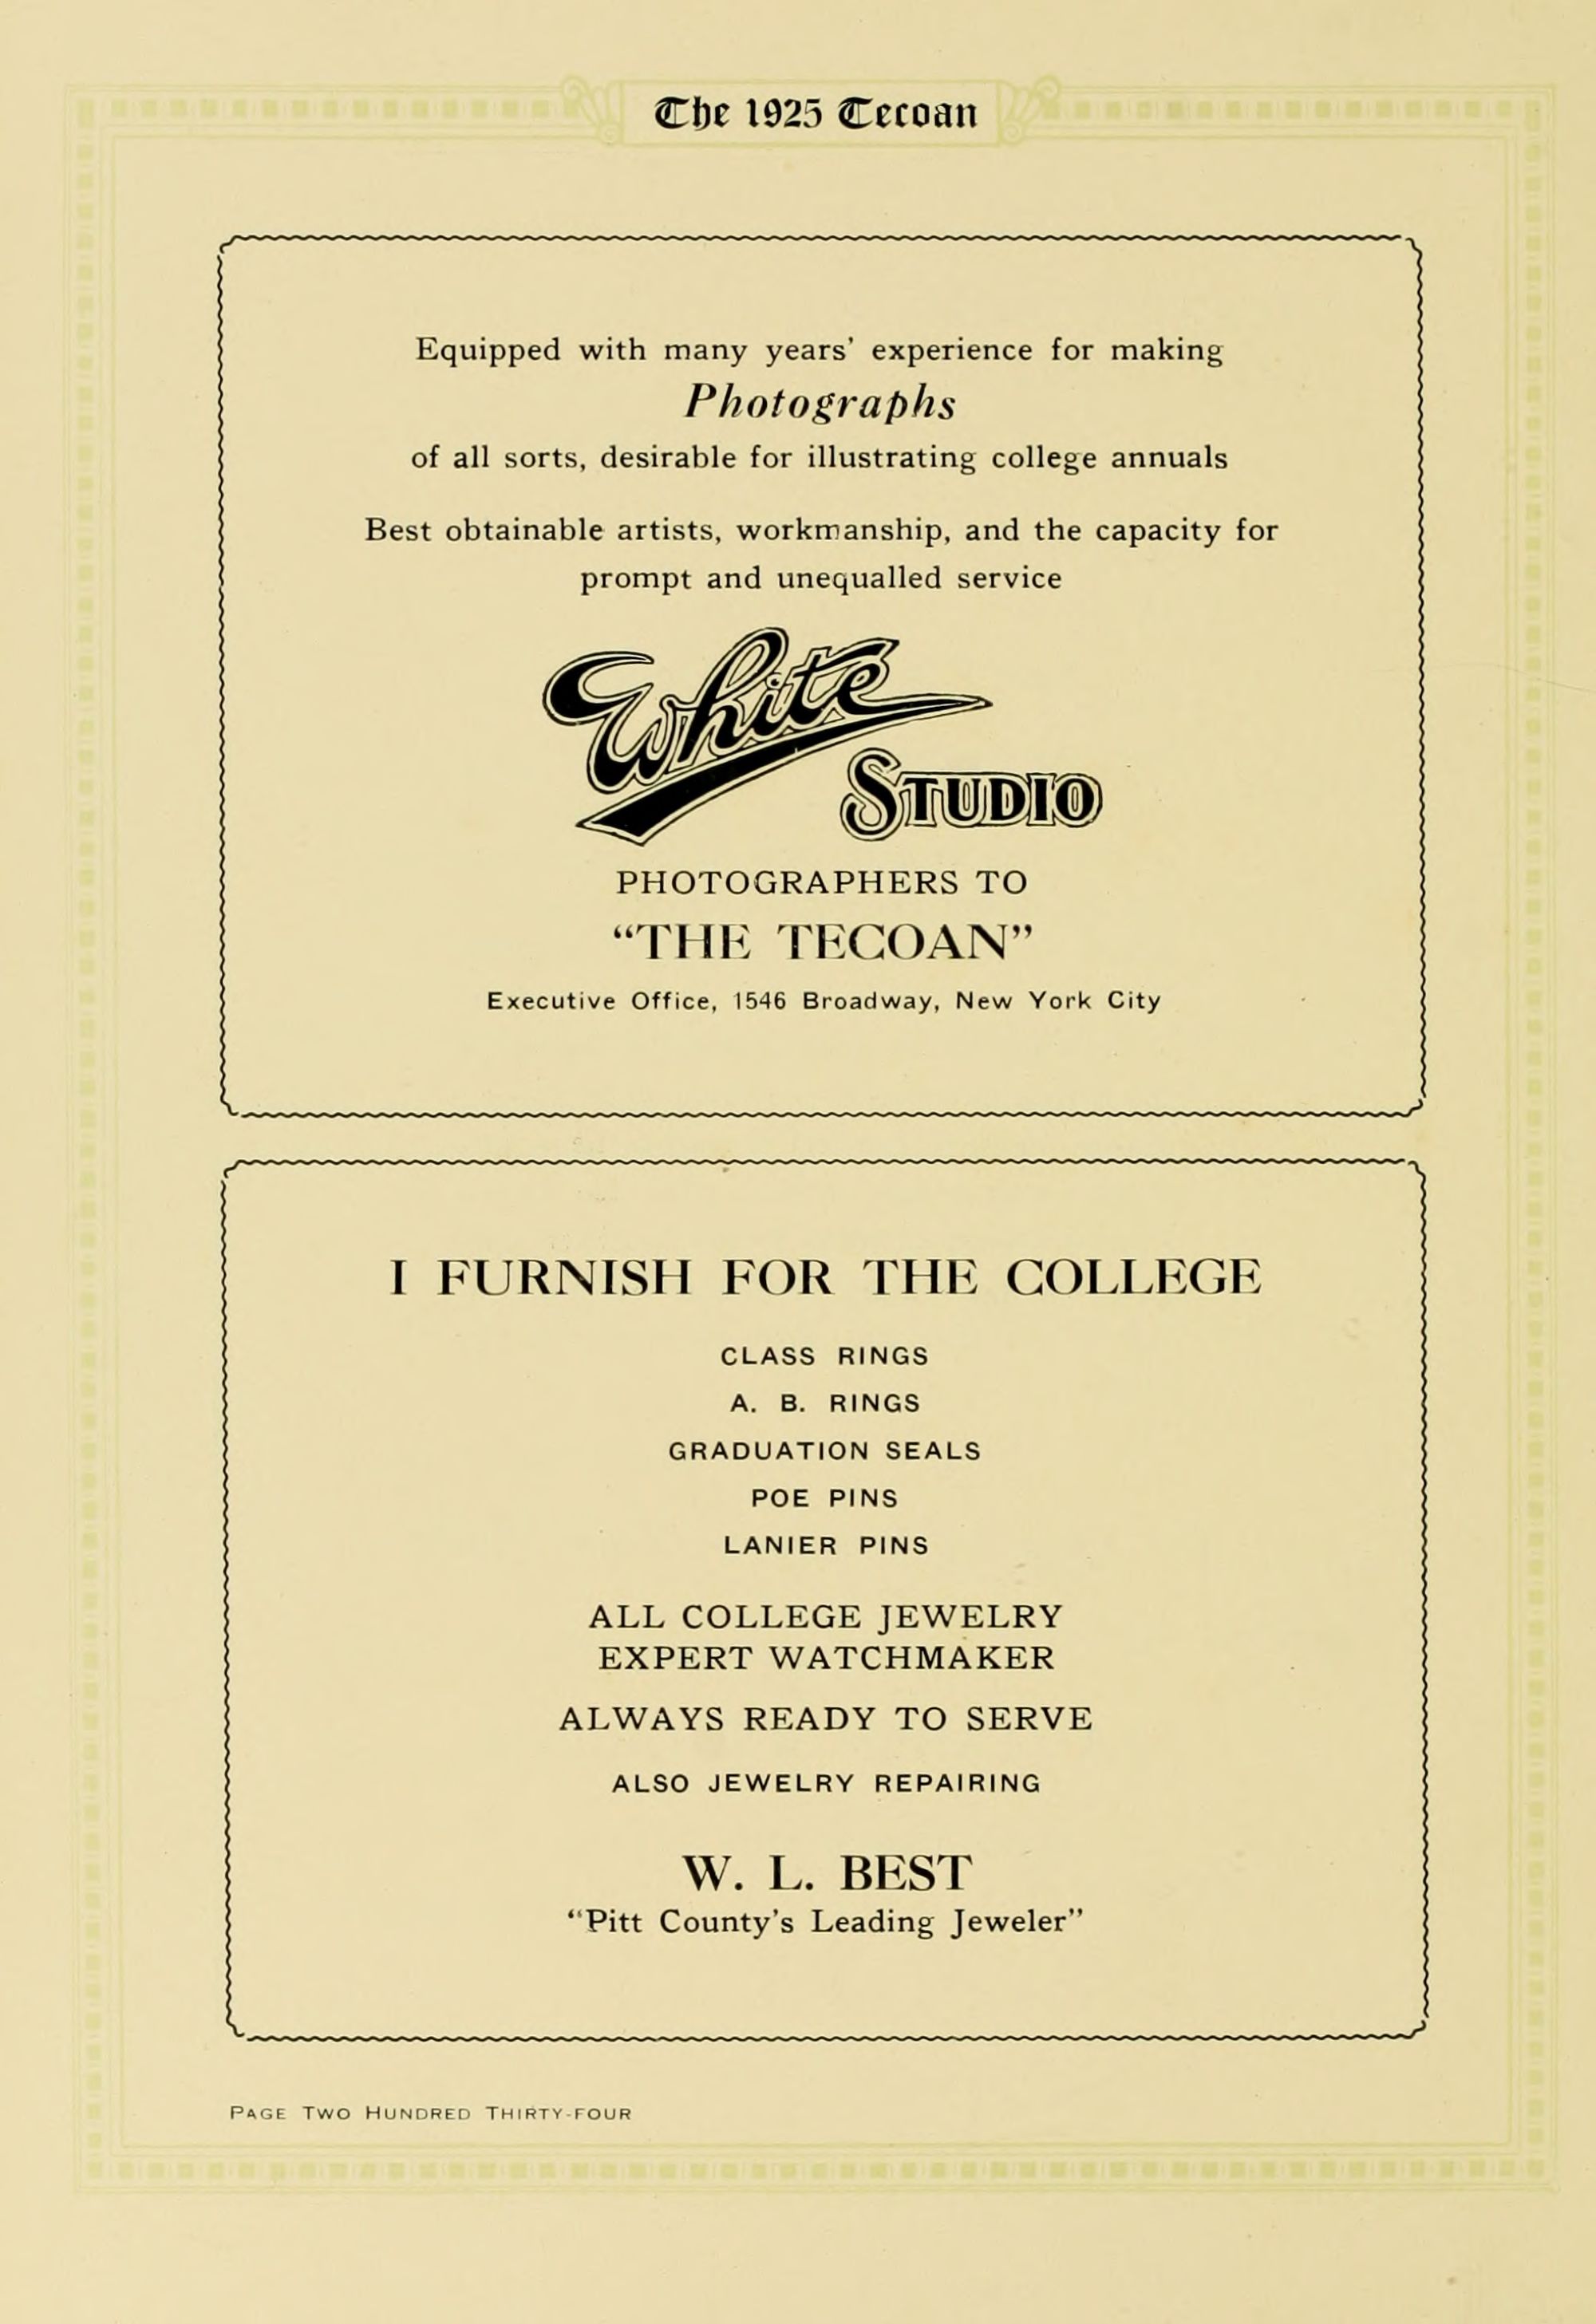 The 1925 Tecoan
Equipped with many years' experience for making
Photographs
of all sorts, desirable for illustrating college annuals
Best obtainable artists, workmanship, and the capacity for
prompt and unequalled service
White
STUDIO
PHOTOGRAPHERS TO
“THE TECOAN”
Executive Office, 1546 Broadway, New York City
I FURNISH FOR THE COLLEGE
CLASS RINGS
A. B. RINGS
GRADUATION SEALS
POE PINS
LANIER PINS
ALL COLLEGE JEWELRY
EXPERT WATCHMAKER
ALWAYS READY TO SERVE
ALSO JEWELRY REPAIRING
W. L. BEST
“Pitt County's Leading Jeweler”
PAGE TWO HUNDRED THIRTY-FOUR